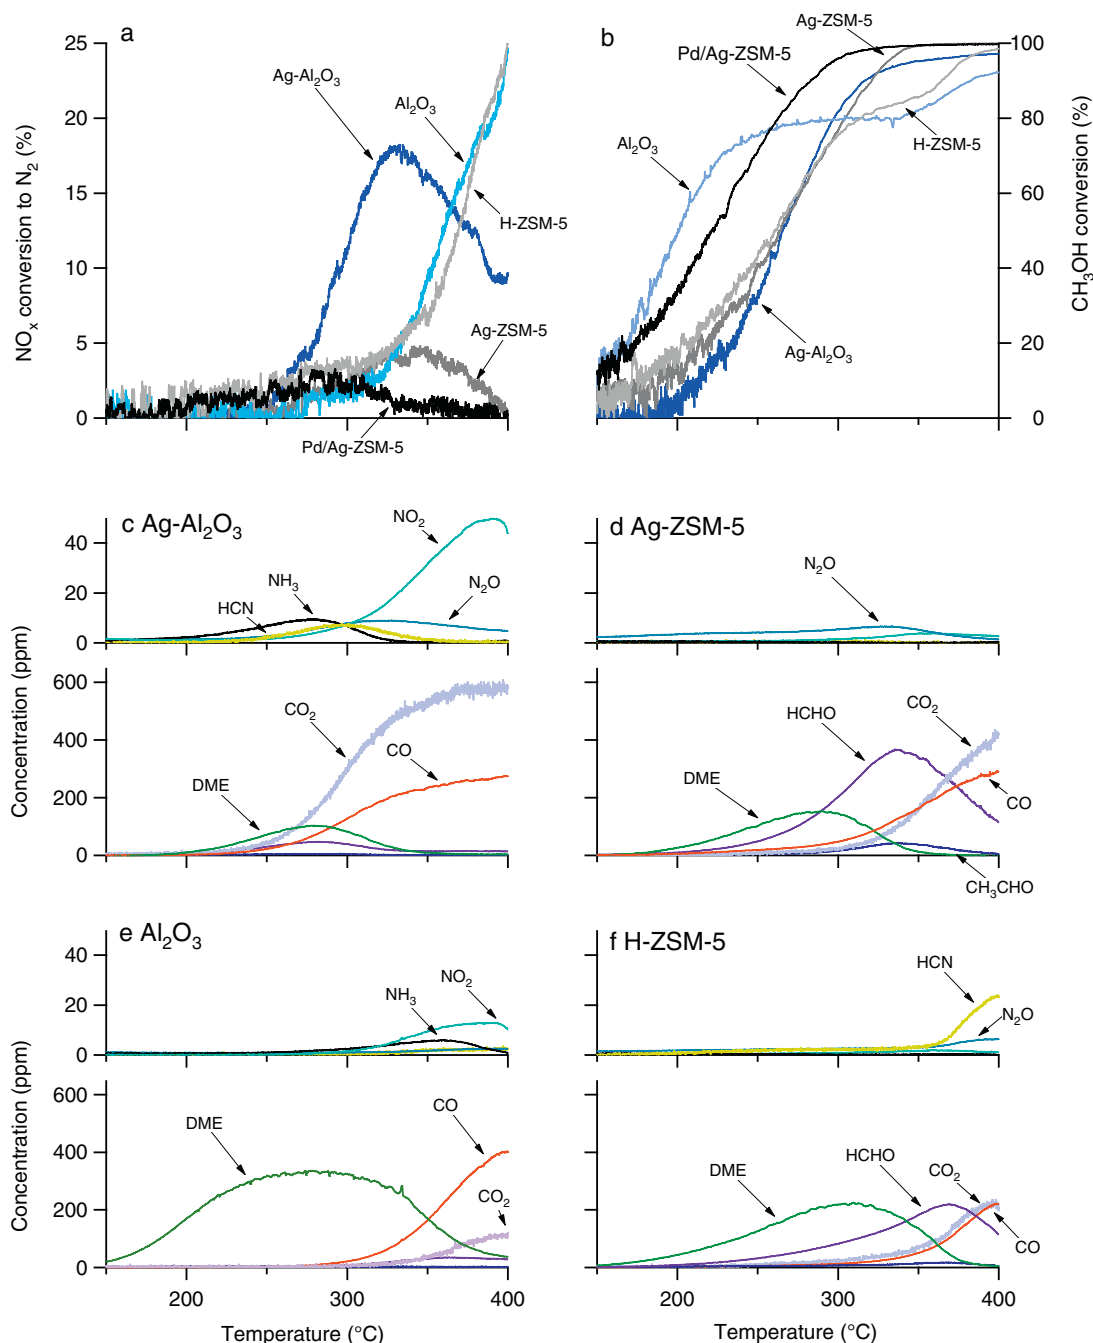 a
NOx conversion to N2 (%)
25
20
15
10
5
0
Ag-Al2O3
Al2O3
H-ZSM-5
Ag-ZSM-5
Pd/Ag-ZSM-5
b
Ag-ZSM-5
Pd/Ag-ZSM-5
Al2O3
H-ZSM-5
Ag-Al2O3
100
80
60
40
20
0
CH3OH conversion (%)
200
300
400
c Ag-Al2O3
40
20
0
NO2
NH3
HCN
N2O
d Ag-ZSM-5
N2O
Concentration (ppm)
600
400
200
0
CO2
CO
DME
HCHO
CO2
DME
CO
CH3CHO
e Al2O3
40
20
0
NO2
NH3
f H-ZSM-5
HCN
N2O
Concentration (ppm)
600
400
200
0
DME
CO
CO2
DME
HCHO
CO2
CO
200
300
400
200
300
400
Temperature (°C)
Temperature (°C)